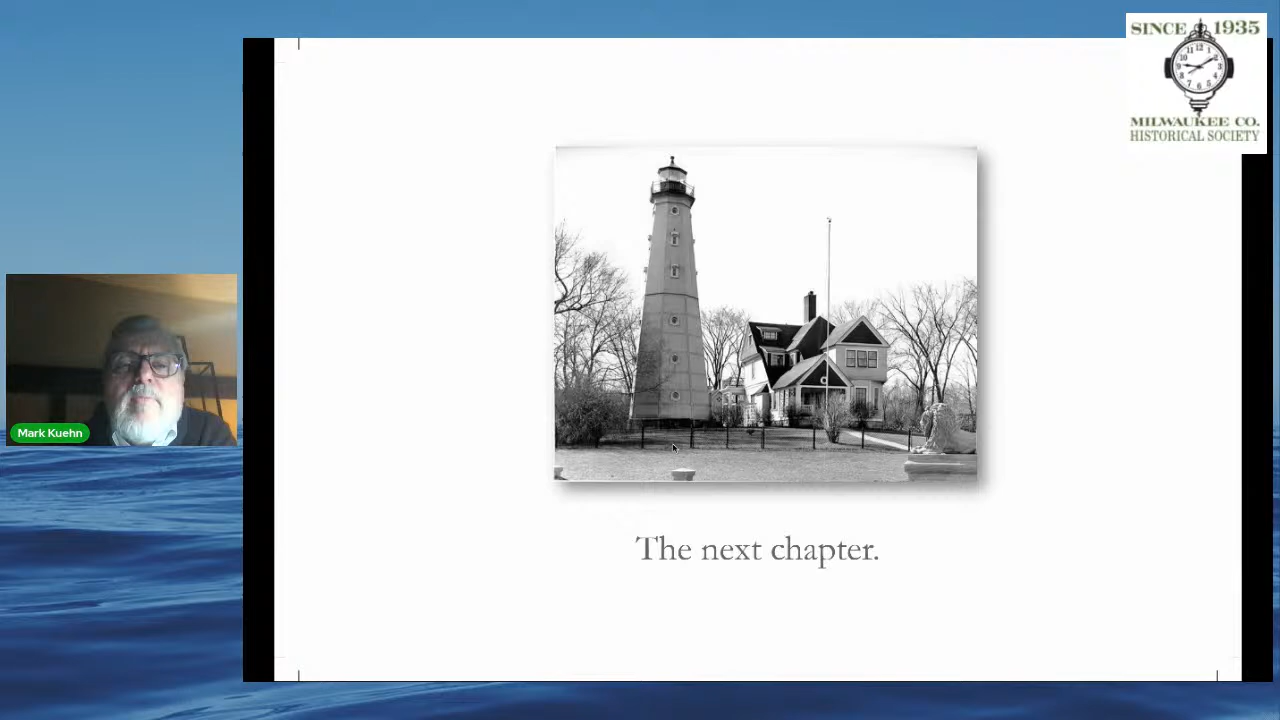 SINCE 1935
MILWAUKEE CO.
HISTORICAL SOCIETY
Mark Kuehn
The next chapter.